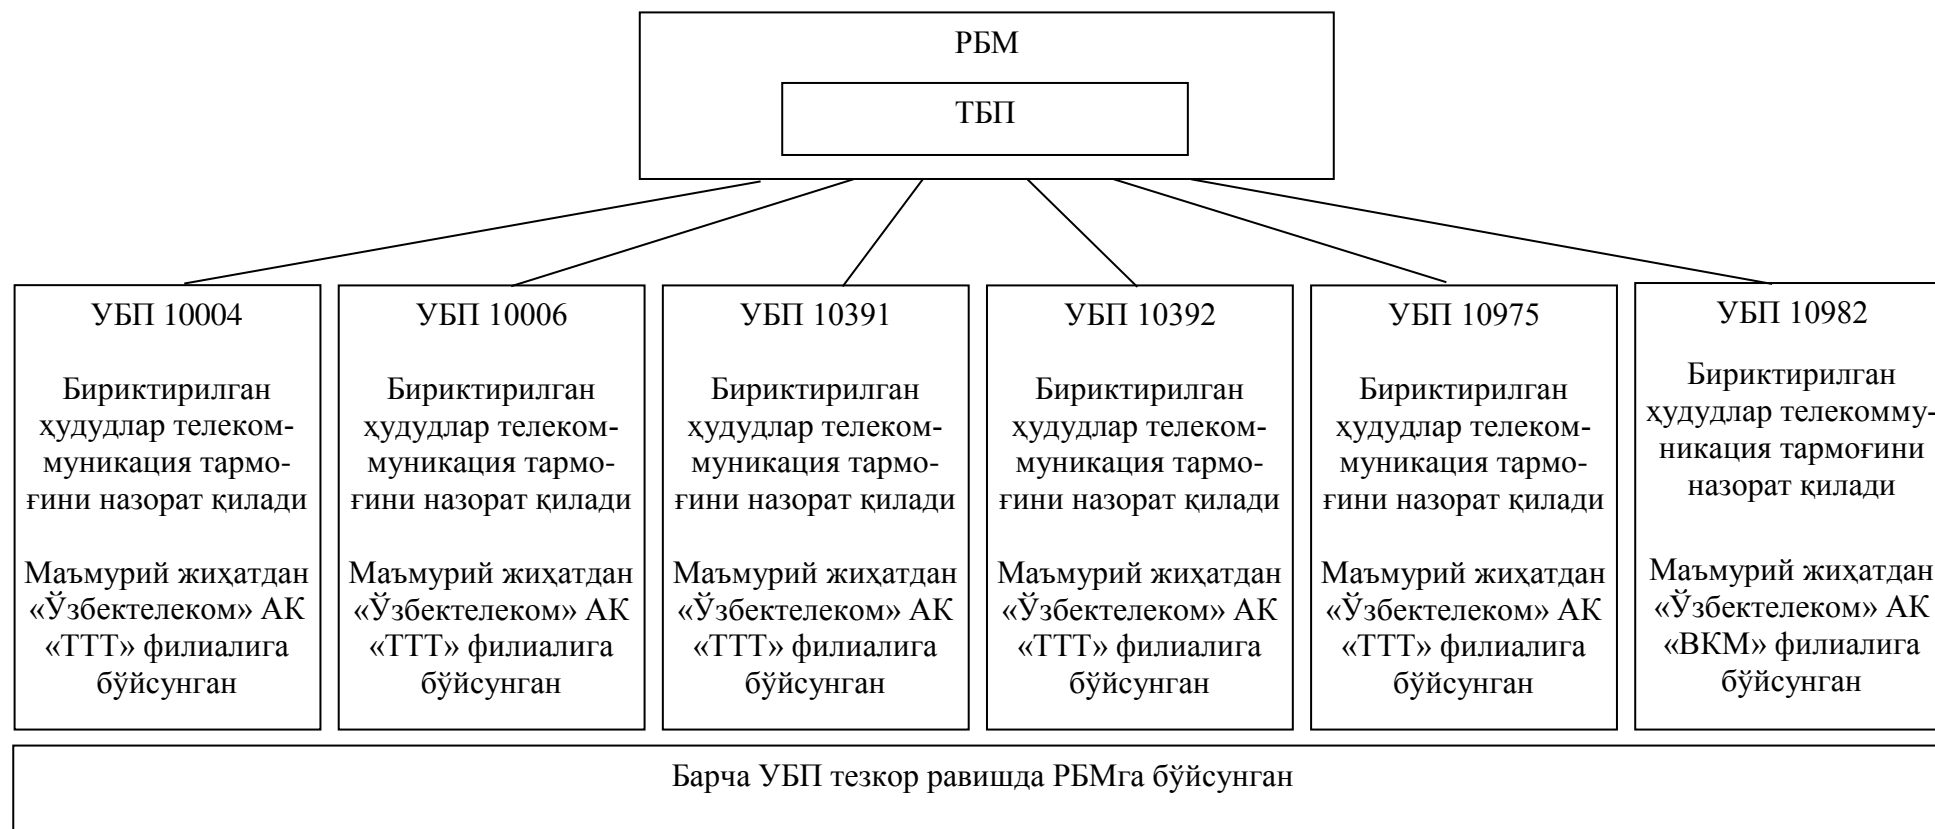 РБМ
ТБП
УБП 10004
Бириктирилган
ҳудудлар телеком-
муникация тармо-
ғини назорат қилади
Маъмурий жиҳатдан
«Ўзбектелеком» АК
«ТТТ» филиалига
бўйсунган
УБП 10006
Бириктирилган
ҳудудлар телеком-
муникация тармо-
ғини назорат қилади
Маъмурий жиҳатдан
«Ўзбектелеком» АК
«ТТТ» филиалига
бўйсунган
УБП 10391
Бириктирилган
ҳудудлар телеком-
муникация тармо-
ғини назорат қилади
Маъмурий жиҳатдан
«Ўзбектелеком» АК
«ТТТ» филиалига
бўйсунган
УБП 10392
Бириктирилган
ҳудудлар телеком-
муникация тармо-
ғини назорат қилади
Маъмурий жиҳатдан
«Ўзбектелеком» АК
«ТТТ» филиалига
бўйсунган
УБП 10975
Бириктирилган
ҳудудлар телеком-
муникация тармо-
ғини назорат қилади
Маъмурий жиҳатдан
«Ўзбектелеком» АК
«ТТТ» филиалига
бўйсунган
УБП 10982
Бириктирилган
ҳудудлар телекомму-
никация тармоғини
назорат қилади
Маъмурий жиҳатдан
«Ўзбектелеком» АК
«ВКМ» филиалига
бўйсунган
Барча УБП тезкор равишда РБМга бўйсунган